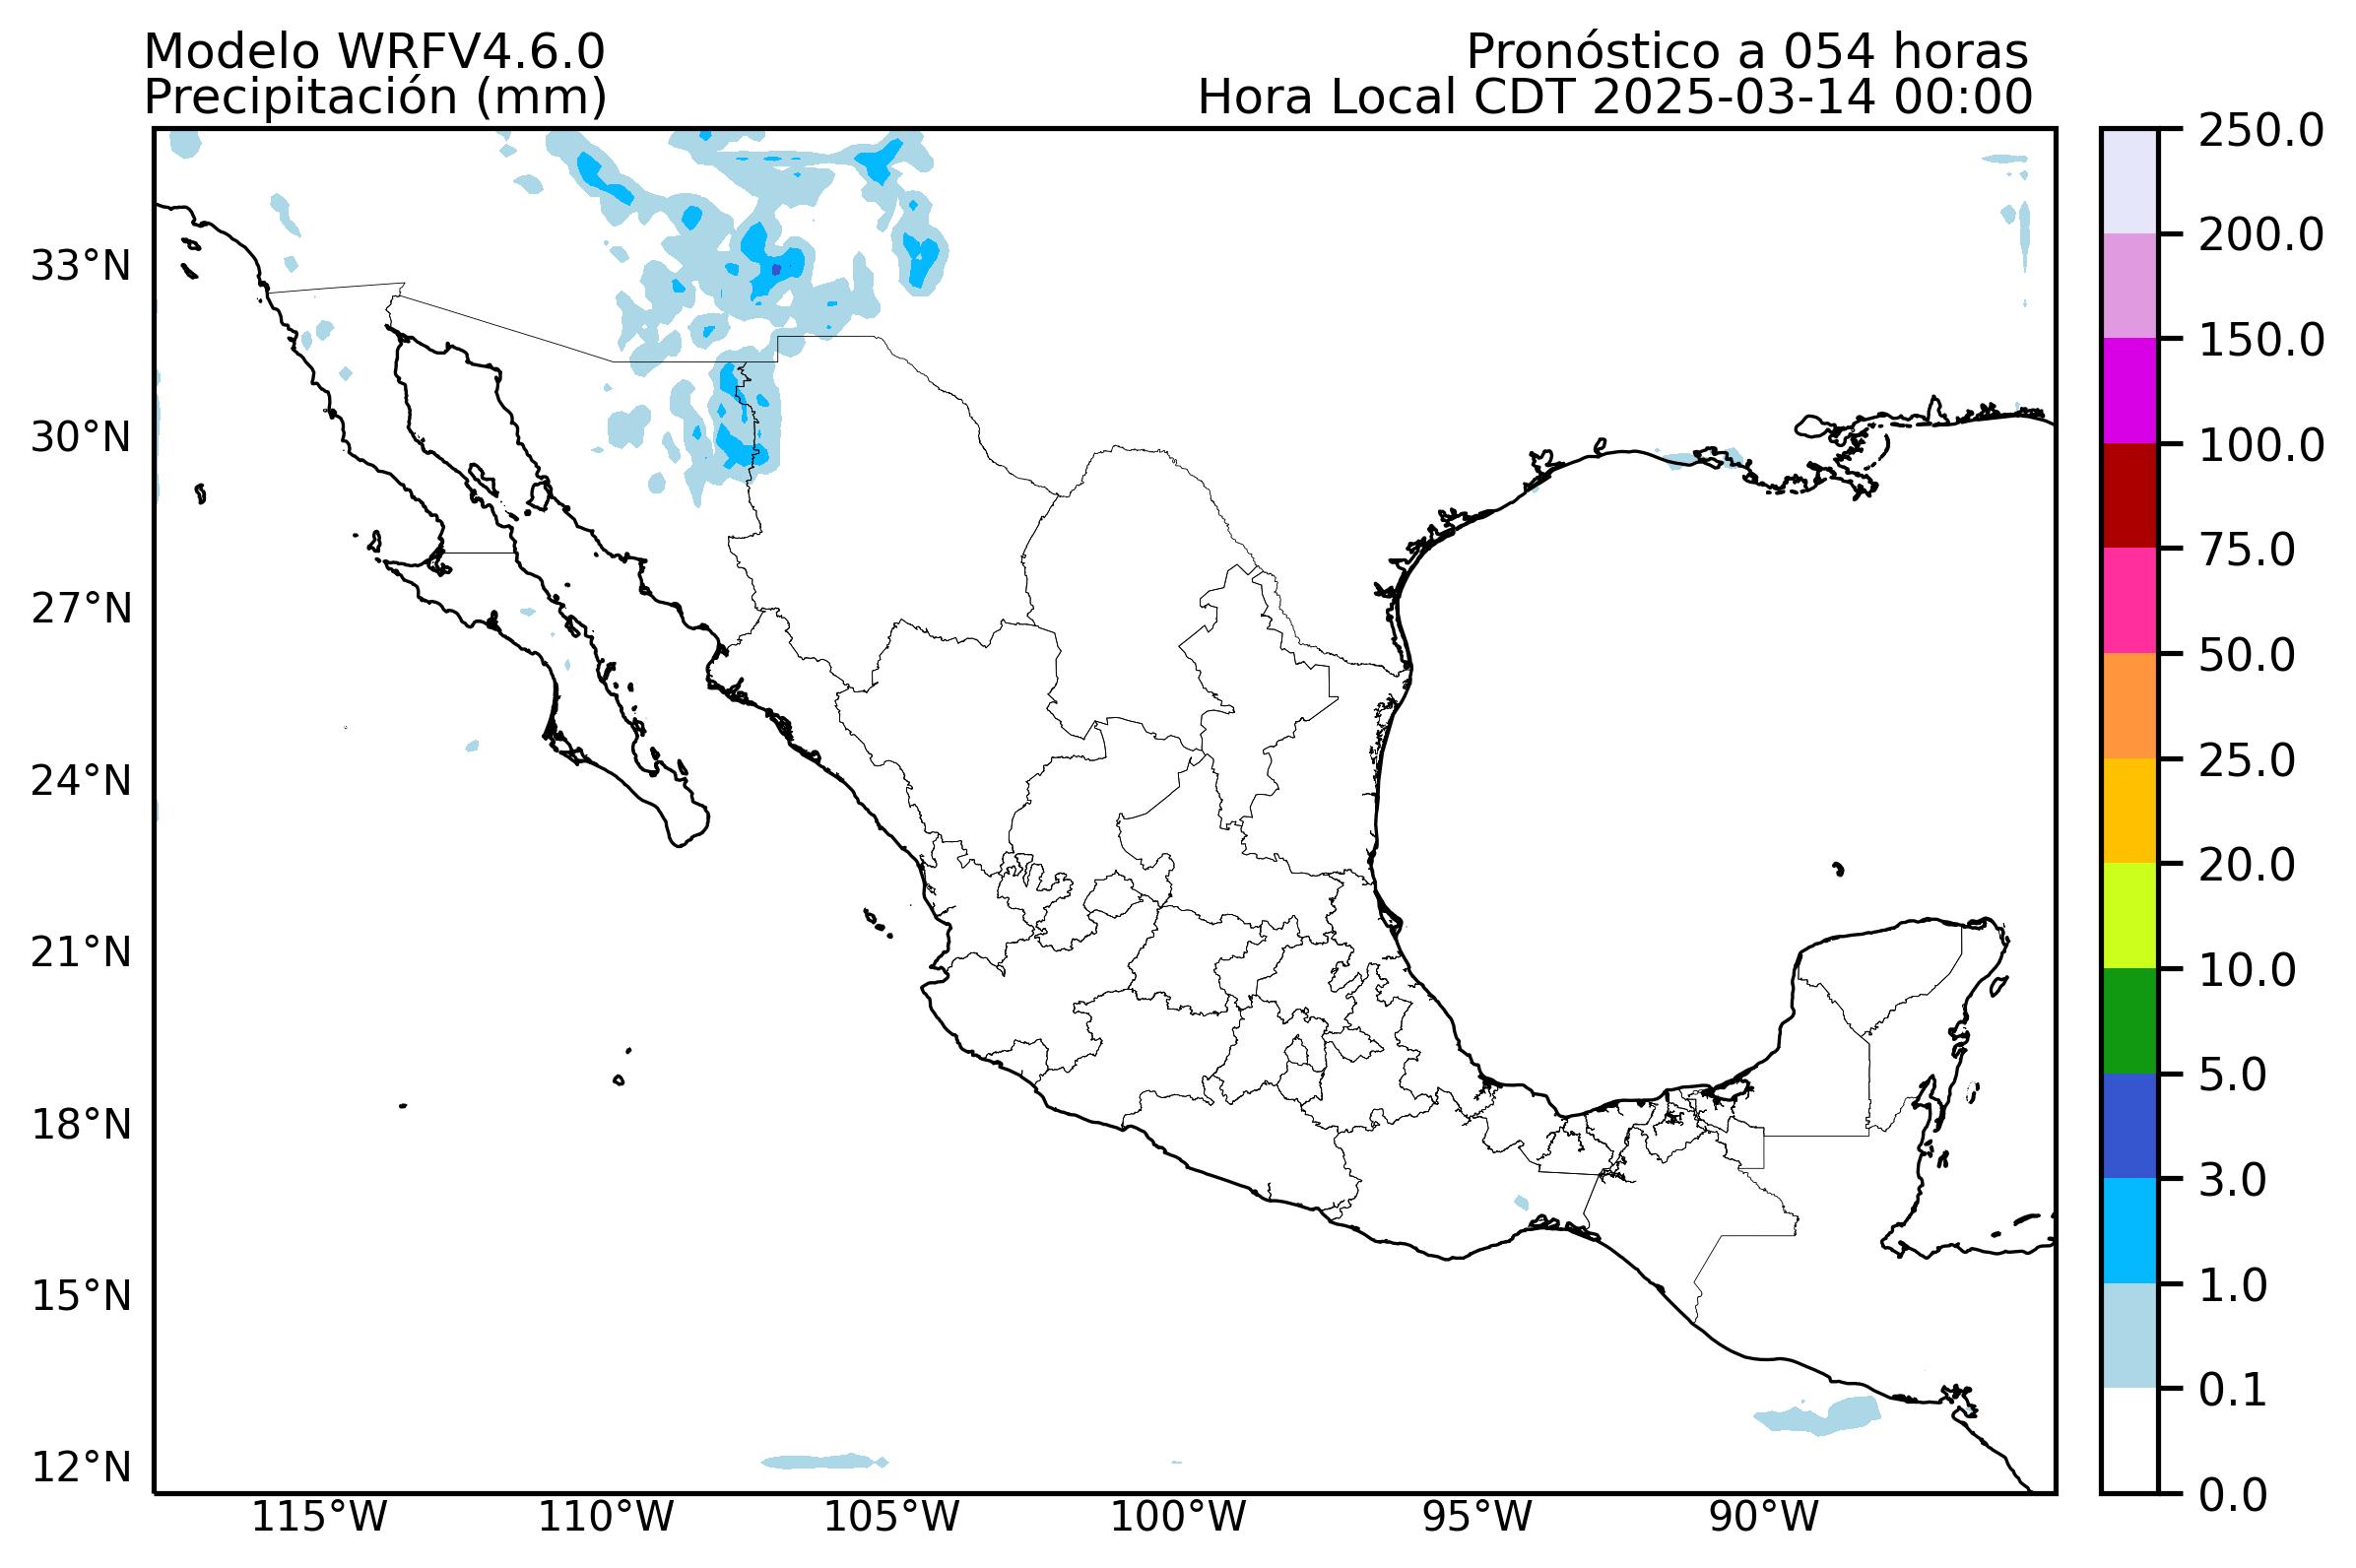 Modelo WRFV4.6.0
Precipitación (mm)
Pronóstico a 054 horas
Hora Local CDT 2025-03-14 00:00
33°N
30°N
27°N
24°N
21°N
18°N
15°N
12°N
115°W
110°W
105°W
100°W
95°W
90°W
250.0
200.0
150.0
100.0
75.0
50.0
25.0
20.0
10.0
5.0
3.0
1.0
0.1
0.0